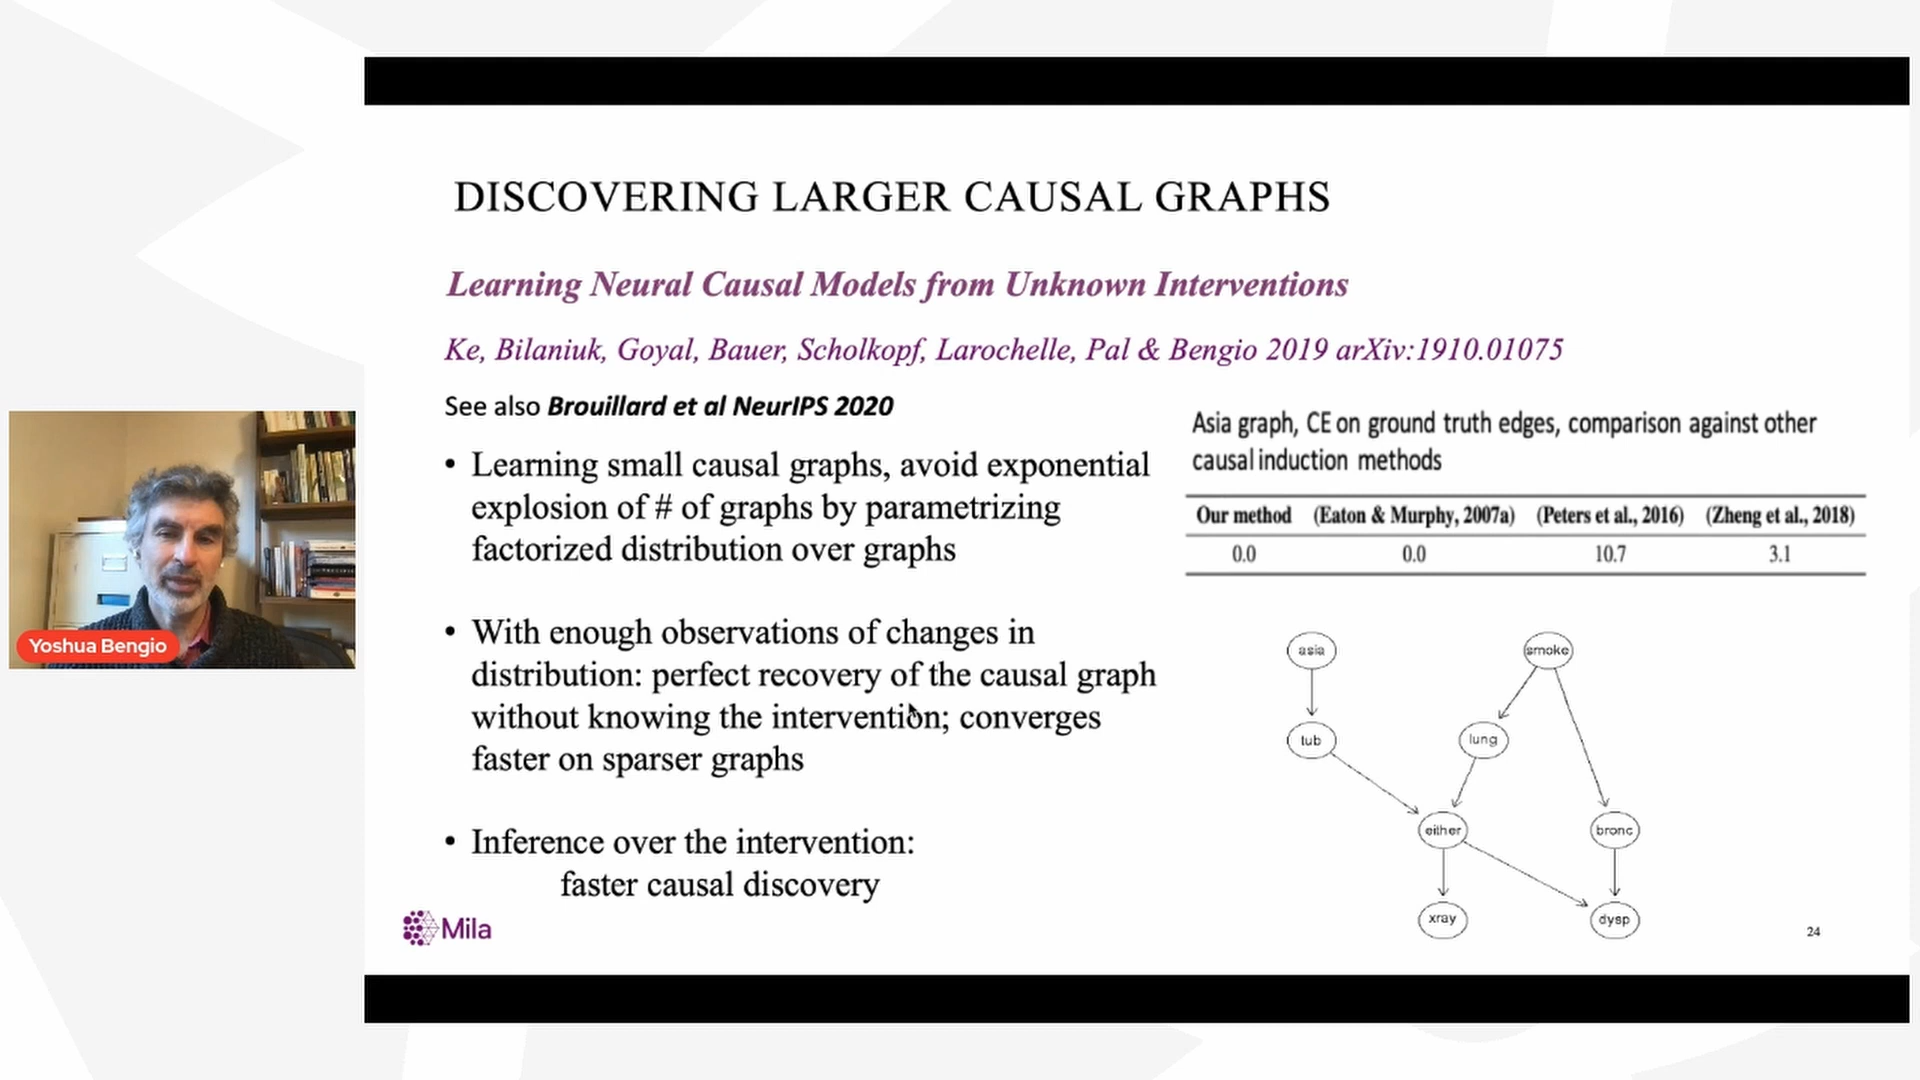 DISCOVERING LARGER CAUSAL GRAPHS
Learning Neural Causal Models from Unknown Interventions
Ke, Bilaniuk, Goyal, Bauer, Scholkopf, Larochelle, Pal & Bengio 2019 arXiv:1910.01075
See also Brouillard et al NeurIPS 2020
• Learning small causal graphs, avoid exponential
explosion of # of graphs by parametrizing
factorized distribution over graphs
• With enough observations of changes in
distribution: perfect recovery of the causal graph
without knowing the intervention; converges
faster on sparser graphs
• Inference over the intervention:
faster causal discovery
Asia graph, CE on ground truth edges, comparison against other
causal induction methods
Our method (Eaton & Murphy, 2007a) (Peters et al., 2016) (Zheng et al., 2018)
0.0 0.0 10.7 3.1
asia smoke
tub lung
either bronc
xray dysp
Mila
24
Yoshua Bengio